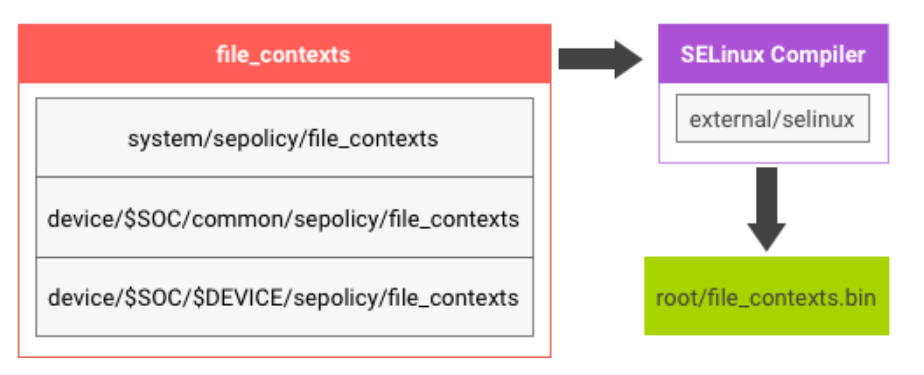 file_contexts
system/sepolicy/file_contexts
device/$SOC/common/sepolicy/file_contexts
device/$SOC/$DEVICE/sepolicy/file_contexts
SELinux Compiler
external/selinux
root/file_contexts.bin